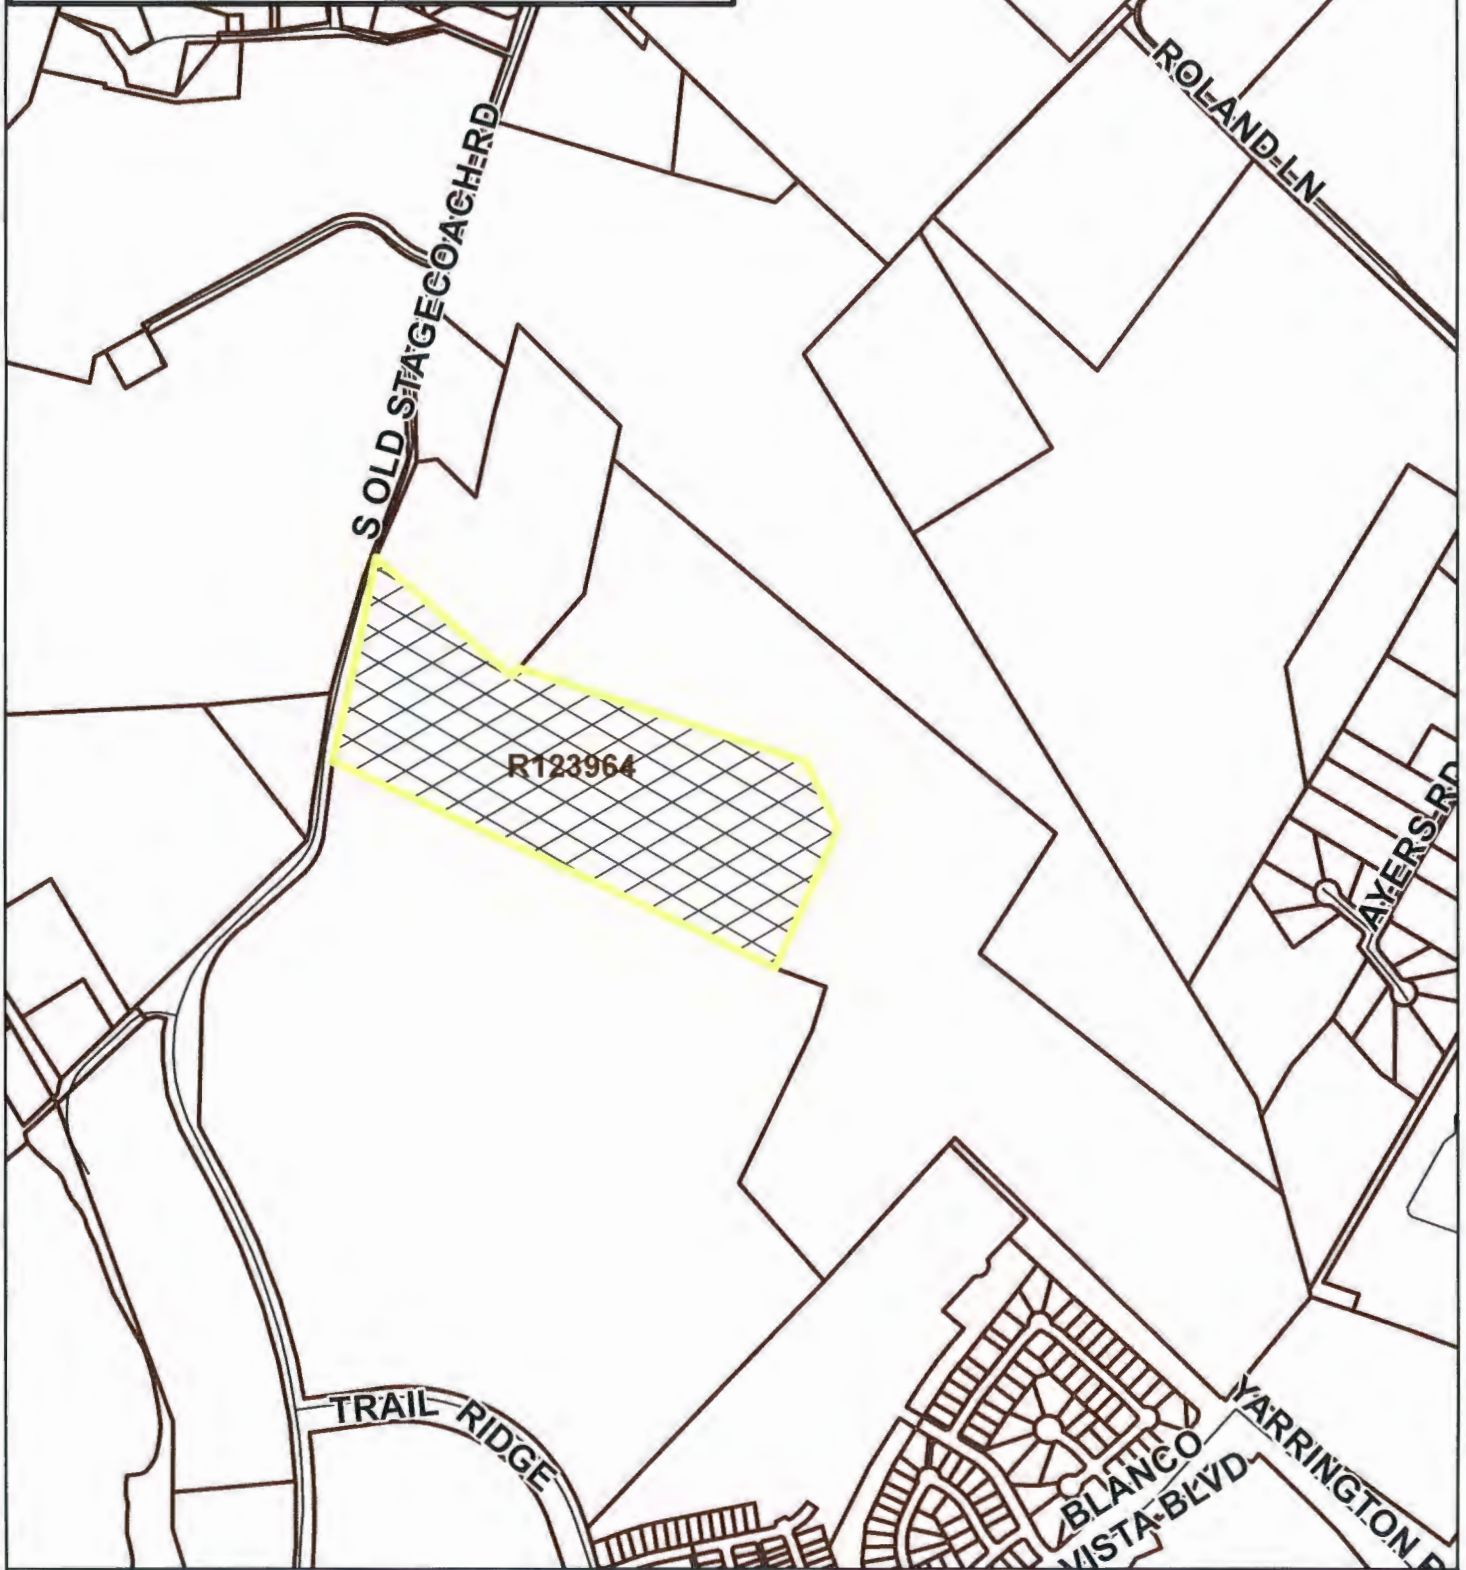 ROLAND LN
S OLD STAGECOACH RD
R123964
AYERS RD
TRAIL RIDGE
BLANCO
VISTA BLVD
YARRINGTON R